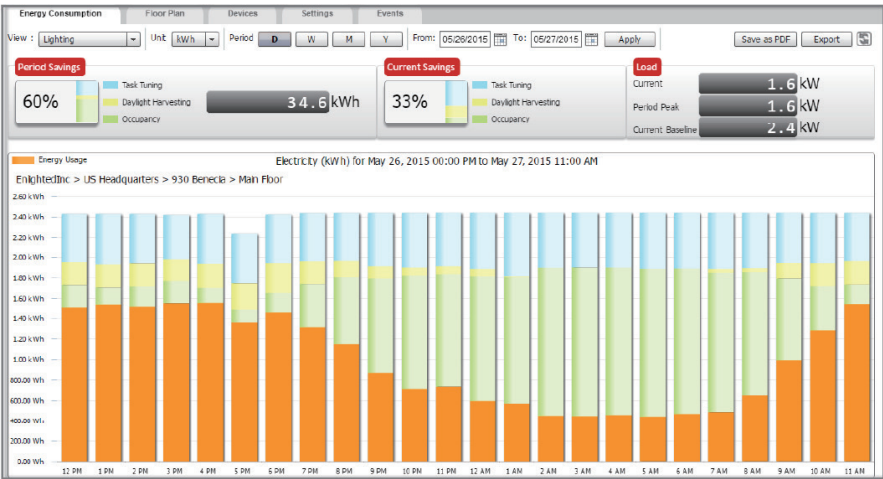 Energy Consumption Floor Plan Devices Settings Events
View : Lighting Unit kWh Period D W M Y From: 05/26/2015 To: 05/27/2015 Apply Save as PDF Export
Period Savings Current Savings Load
60% Task Tuning Daylight Harvesting Occupancy 34.6 kWh
33% Task Tuning Daylight Harvesting Occupancy
Current 1.6 kW
Period Peak 1.6 kW
Current Baseline 2.4 kW
Energy Usage Electricity (kWh) for May 26, 2015 00:00 PM to May 27, 2015 11:00 AM
EnlightedInc > US Headquarters > 930 Benecia > Main Floor
2.60 kWh
2.40 kWh
2.20 kWh
2.00 kWh
1.80 kWh
1.60 kWh
1.40 kWh
1.20 kWh
1.00 kWh
800.00 Wh
600.00 Wh
400.00 Wh
200.00 Wh
0.00 Wh
12 PM 1 PM 2 PM 3 PM 4 PM 5 PM 6 PM 7 PM 8 PM 9 PM 10 PM 11 PM 12 AM 1 AM 2 AM 3 AM 4 AM 5 AM 6 AM 7 AM 8 AM 9 AM 10 AM 11 AM